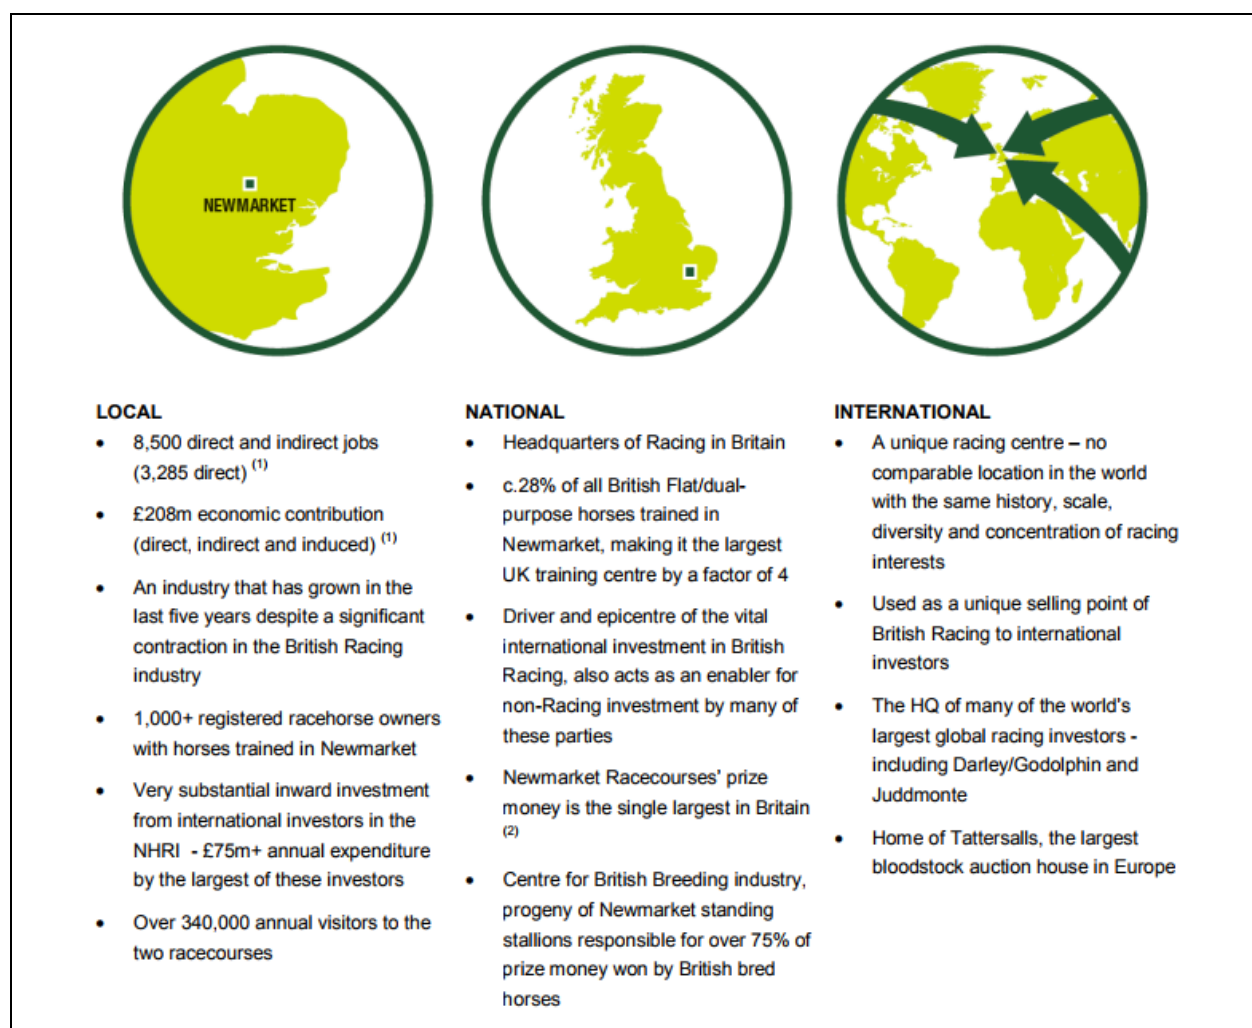 NEWMARKET
LOCAL
• 8,500 direct and indirect jobs
(3,285 direct) (1)
• £208m economic contribution
(direct, indirect and induced) (1)
• An industry that has grown in the
last five years despite a significant
contraction in the British Racing
industry
• 1,000+ registered racehorse owners
with horses trained in Newmarket
• Very substantial inward investment
from international investors in the
NHRI - £75m+ annual expenditure
by the largest of these investors
• Over 340,000 annual visitors to the
two racecourses
NATIONAL
• Headquarters of Racing in Britain
• c.28% of all British Flat/dual-
purpose horses trained in
Newmarket, making it the largest
UK training centre by a factor of 4
• Driver and epicentre of the vital
international investment in British
Racing, also acts as an enabler for
non-Racing investment by many of
these parties
• Newmarket Racecourses' prize
money is the single largest in Britain
(2)
• Centre for British Breeding industry,
progeny of Newmarket standing
stallions responsible for over 75% of
prize money won by British bred
horses
INTERNATIONAL
• A unique racing centre – no
comparable location in the world
with the same history, scale,
diversity and concentration of racing
interests
• Used as a unique selling point of
British Racing to international
investors
• The HQ of many of the world's
largest global racing investors -
including Darley/Godolphin and
Juddmonte
• Home of Tattersalls, the largest
bloodstock auction house in Europe